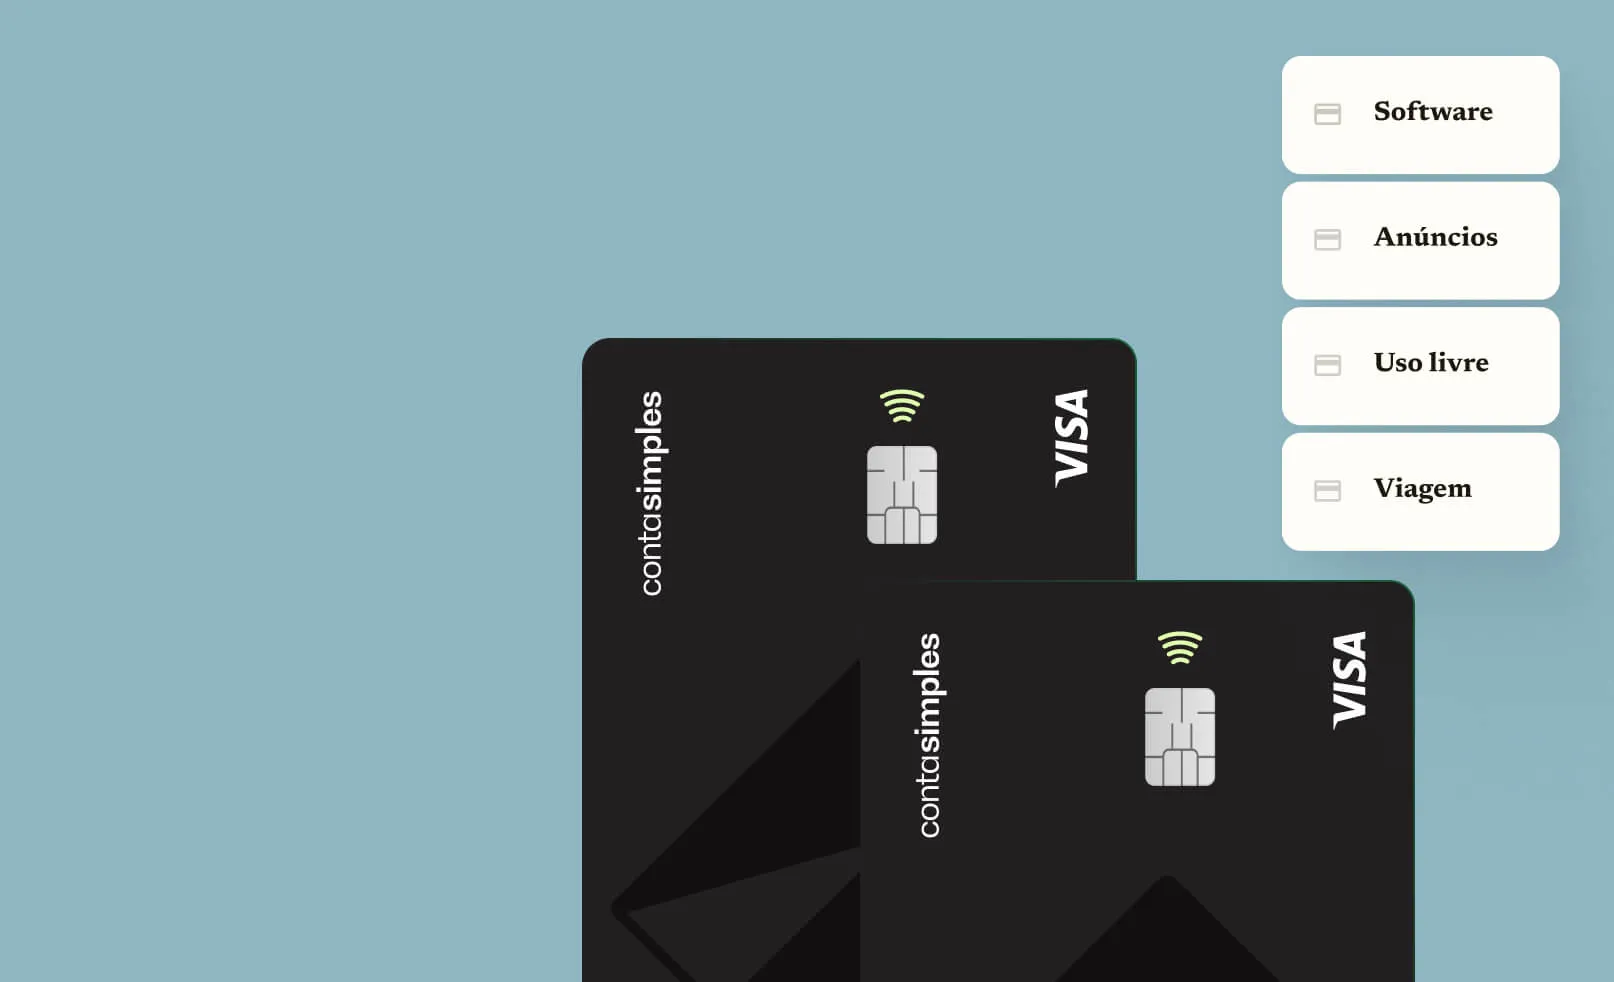 Software
Anúncios
Uso livre
Viagem
contasimples
VISA
contasimples
VISA